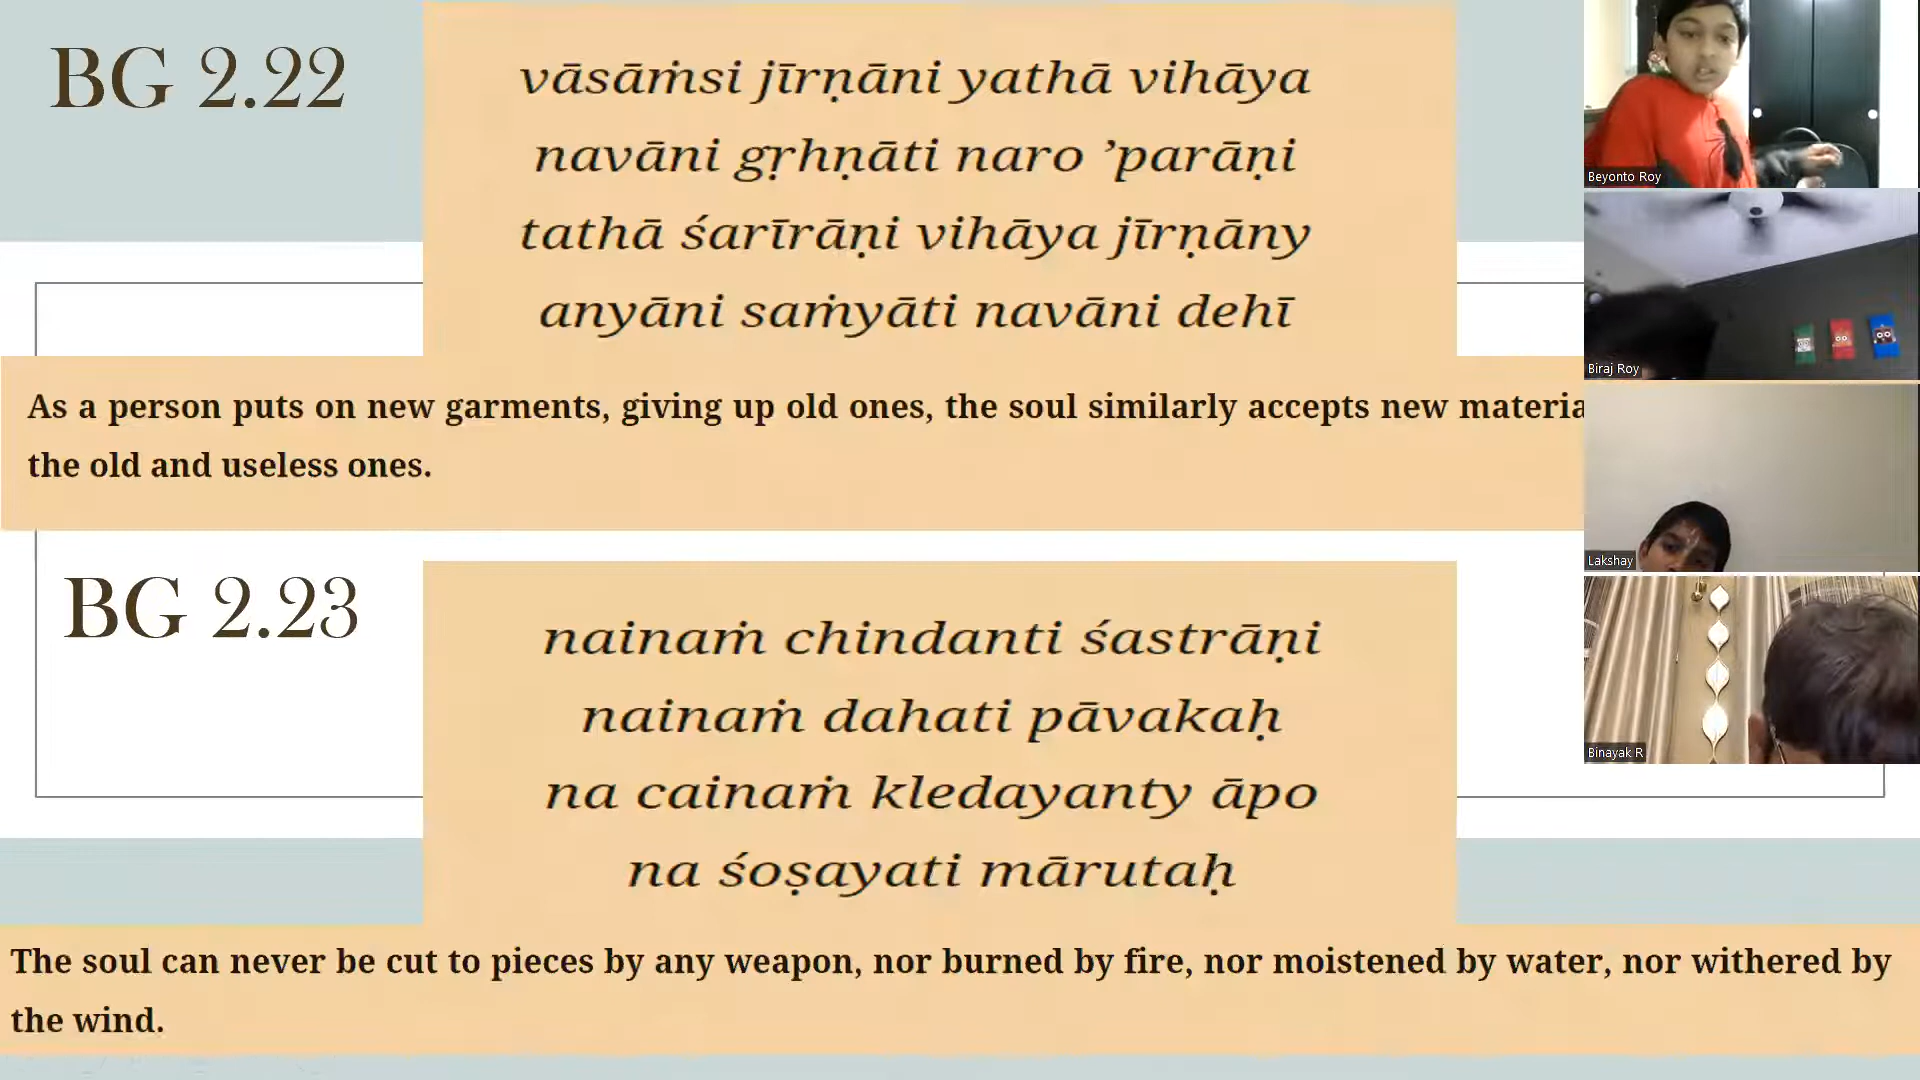 BG 2.22
vāsāṁsi jīrṇāni yathā vihāya
navāni gṛhṇāti naro ’parāṇi
tathā śarīrāṇi vihāya jīrṇāny
anyāni saṁyāti navāni dehī
As a person puts on new garments, giving up old ones, the soul similarly accepts new materia
the old and useless ones.
BG 2.23
nainaṁ chindanti śastrāṇi
nainaṁ dahati pāvakaḥ
na cainaṁ kledayanty āpo
na śoṣayati mārutaḥ
The soul can never be cut to pieces by any weapon, nor burned by fire, nor moistened by water, nor withered by
the wind.
Beyonto Roy
Biraj Roy
Lakshay
Binayak R